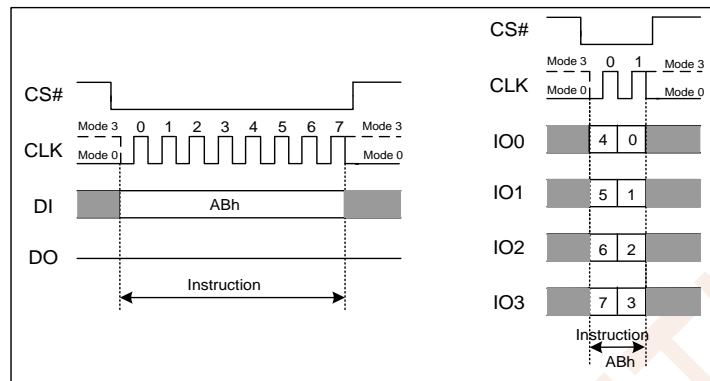 CS#
Mode 3 0 1 2 3 4 5 6 7 Mode 3
CLK
Mode 0 Mode 0
DI ABh
DO
Instruction
CS#
Mode 3 0 1 Mode 3
CLK
Mode 0 Mode 0
IO0 4 0
IO1 5 1
IO2 6 2
IO3 7 3
Instruction
ABh